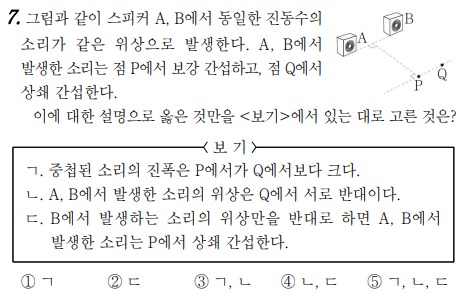 7. 그림과 같이 스피커 A, B에서 동일한 진동수의
소리가 같은 위상으로 발생한다. A, B에서
발생한 소리는 점 P에서 보강 간섭하고, 점 Q에서
상쇄 간섭한다.
A
B
P
Q
이에 대한 설명으로 옳은 것만을 <보기>에서 있는 대로 고른 것은?
<보 기>
ㄱ. 중첩된 소리의 진폭은 P에서가 Q에서보다 크다.
ㄴ. A, B에서 발생한 소리의 위상은 Q에서 서로 반대이다.
ㄷ. B에서 발생하는 소리의 위상만을 반대로 하면 A, B에서
발생한 소리는 P에서 상쇄 간섭한다.
① ㄱ ② ㄷ ③ ㄱ, ㄴ ④ ㄴ, ㄷ ⑤ ㄱ, ㄴ, ㄷ